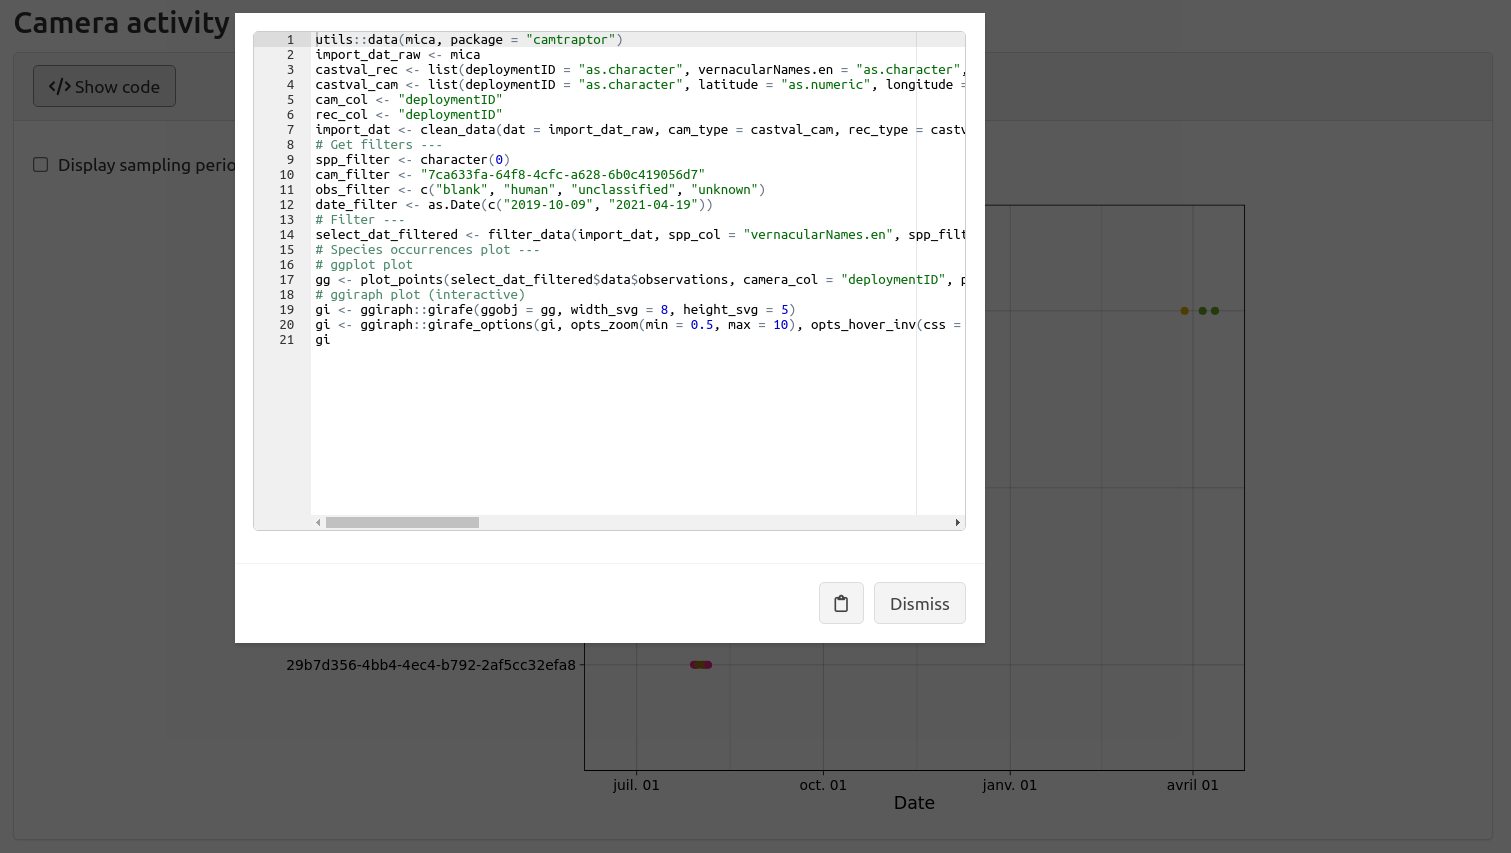 Camera activity
</> Show code
Display sampling perio
1 utils::data(mica, package = "camtraptor")
2 import_dat_raw <- mica
3 castval_rec <- list(deploymentID = "as.character", vernacularNames.en = "as.character",
4 castval_cam <- list(deploymentID = "as.character", latitude = "as.numeric", longitude =
5 cam_col <- "deploymentID"
6 rec_col <- "deploymentID"
7 import_dat <- clean_data(dat = import_dat_raw, cam_type = castval_cam, rec_type = castv
8 # Get filters ---
9 spp_filter <- character(0)
10 cam_filter <- "7ca633fa-64f8-4cfc-a628-6b0c419056d7"
11 obs_filter <- c("blank", "human", "unclassified", "unknown")
12 date_filter <- as.Date(c("2019-10-09", "2021-04-19"))
13 # Filter ---
14 select_dat_filtered <- filter_data(import_dat, spp_col = "vernacularNames.en", spp_filt
15 # Species occurrences plot ---
16 # ggplot plot
17 gg <- plot_points(select_dat_filtered$data$observations, camera_col = "deploymentID", p
18 # ggiraph plot (interactive)
19 gi <- ggiraph::girafe(ggobj = gg, width_svg = 8, height_svg = 5)
20 gi <- ggiraph::girafe_options(gi, opts_zoom(min = 0.5, max = 10), opts_hover_inv(css =
21 gi
Dismiss
29b7d356-4bb4-4ec4-b792-2af5cc32efa8
juil. 01 oct. 01 janv. 01 avril 01
Date